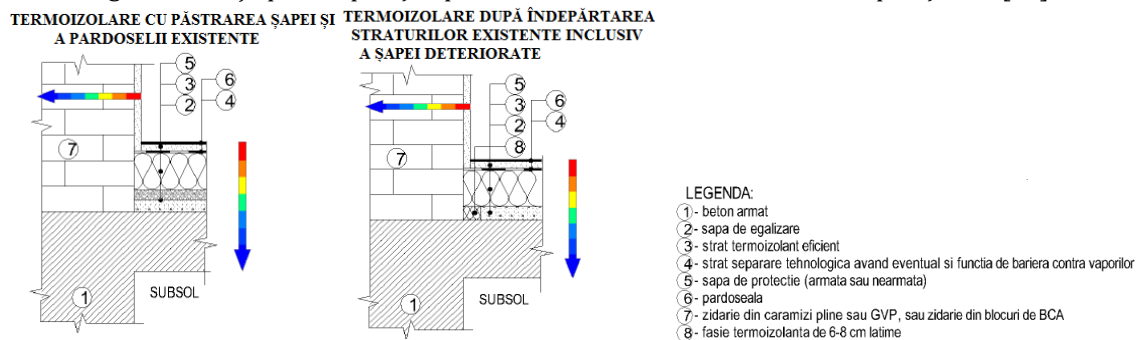 TERMOIZOLARE CU PĂSTRAREA ȘAPEI ȘI
A PARDOSELII EXISTENTE
TERMOIZOLARE DUPĂ ÎNDEPĂRTAREA
STRATURILOR EXISTENTE INCLUSIV
A ȘAPEI DETERIORATE
5
3
2
6
4
7
SUBSOL
1
5
3
2
8
6
4
7
SUBSOL
1
LEGENDA:
1 - beton armat
2 - sapa de egalizare
3 - strat termoizolant eficient
4 - strat separare tehnologica avand eventual si functia de bariera contra vaporilor
5 - sapa de protectie (armata sau nearmata)
6 - pardoseala
7 - zidarie din caramizi pline sau GVP, sau zidarie din blocuri de BCA
8 - fasie termoizolanta de 6-8 cm latime